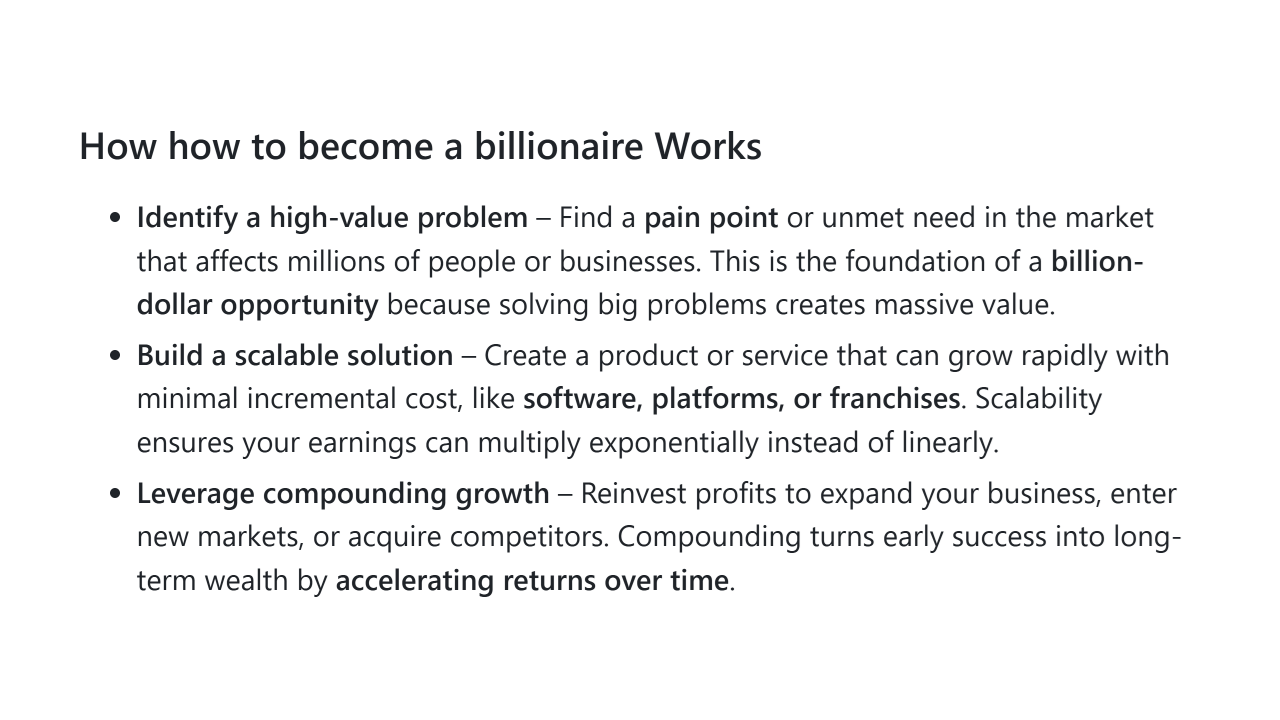 How how to become a billionaire Works
• Identify a high-value problem – Find a pain point or unmet need in the market
that affects millions of people or businesses. This is the foundation of a billion-
dollar opportunity because solving big problems creates massive value.
• Build a scalable solution – Create a product or service that can grow rapidly with
minimal incremental cost, like software, platforms, or franchises. Scalability
ensures your earnings can multiply exponentially instead of linearly.
• Leverage compounding growth – Reinvest profits to expand your business, enter
new markets, or acquire competitors. Compounding turns early success into long-
term wealth by accelerating returns over time.